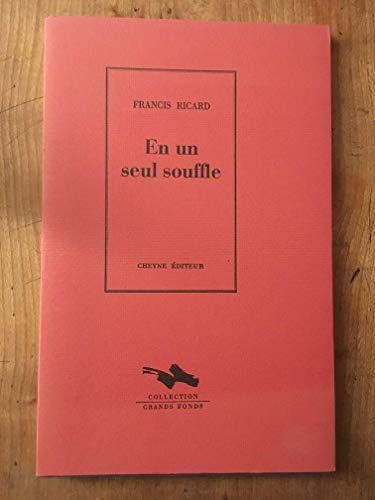 FRANCIS RICARD
En un
seul souffle
CHEYNE ÉDITEUR
COLLECTION
GRANDS FONDS